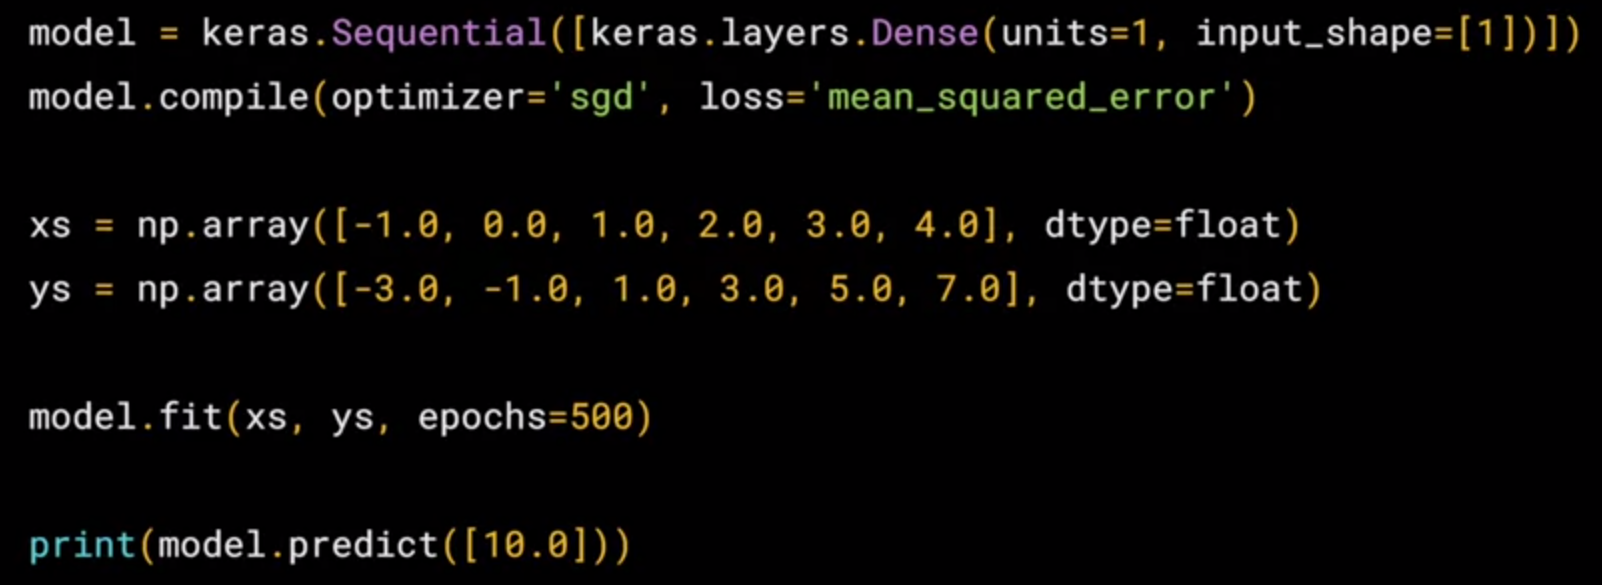 model = keras.Sequential([keras.layers.Dense(units=1, input_shape=[1])])
model.compile(optimizer='sgd', loss='mean_squared_error')
xs = np.array([-1.0, 0.0, 1.0, 2.0, 3.0, 4.0], dtype=float)
ys = np.array([-3.0, -1.0, 1.0, 3.0, 5.0, 7.0], dtype=float)
model.fit(xs, ys, epochs=500)
print(model.predict([10.0]))